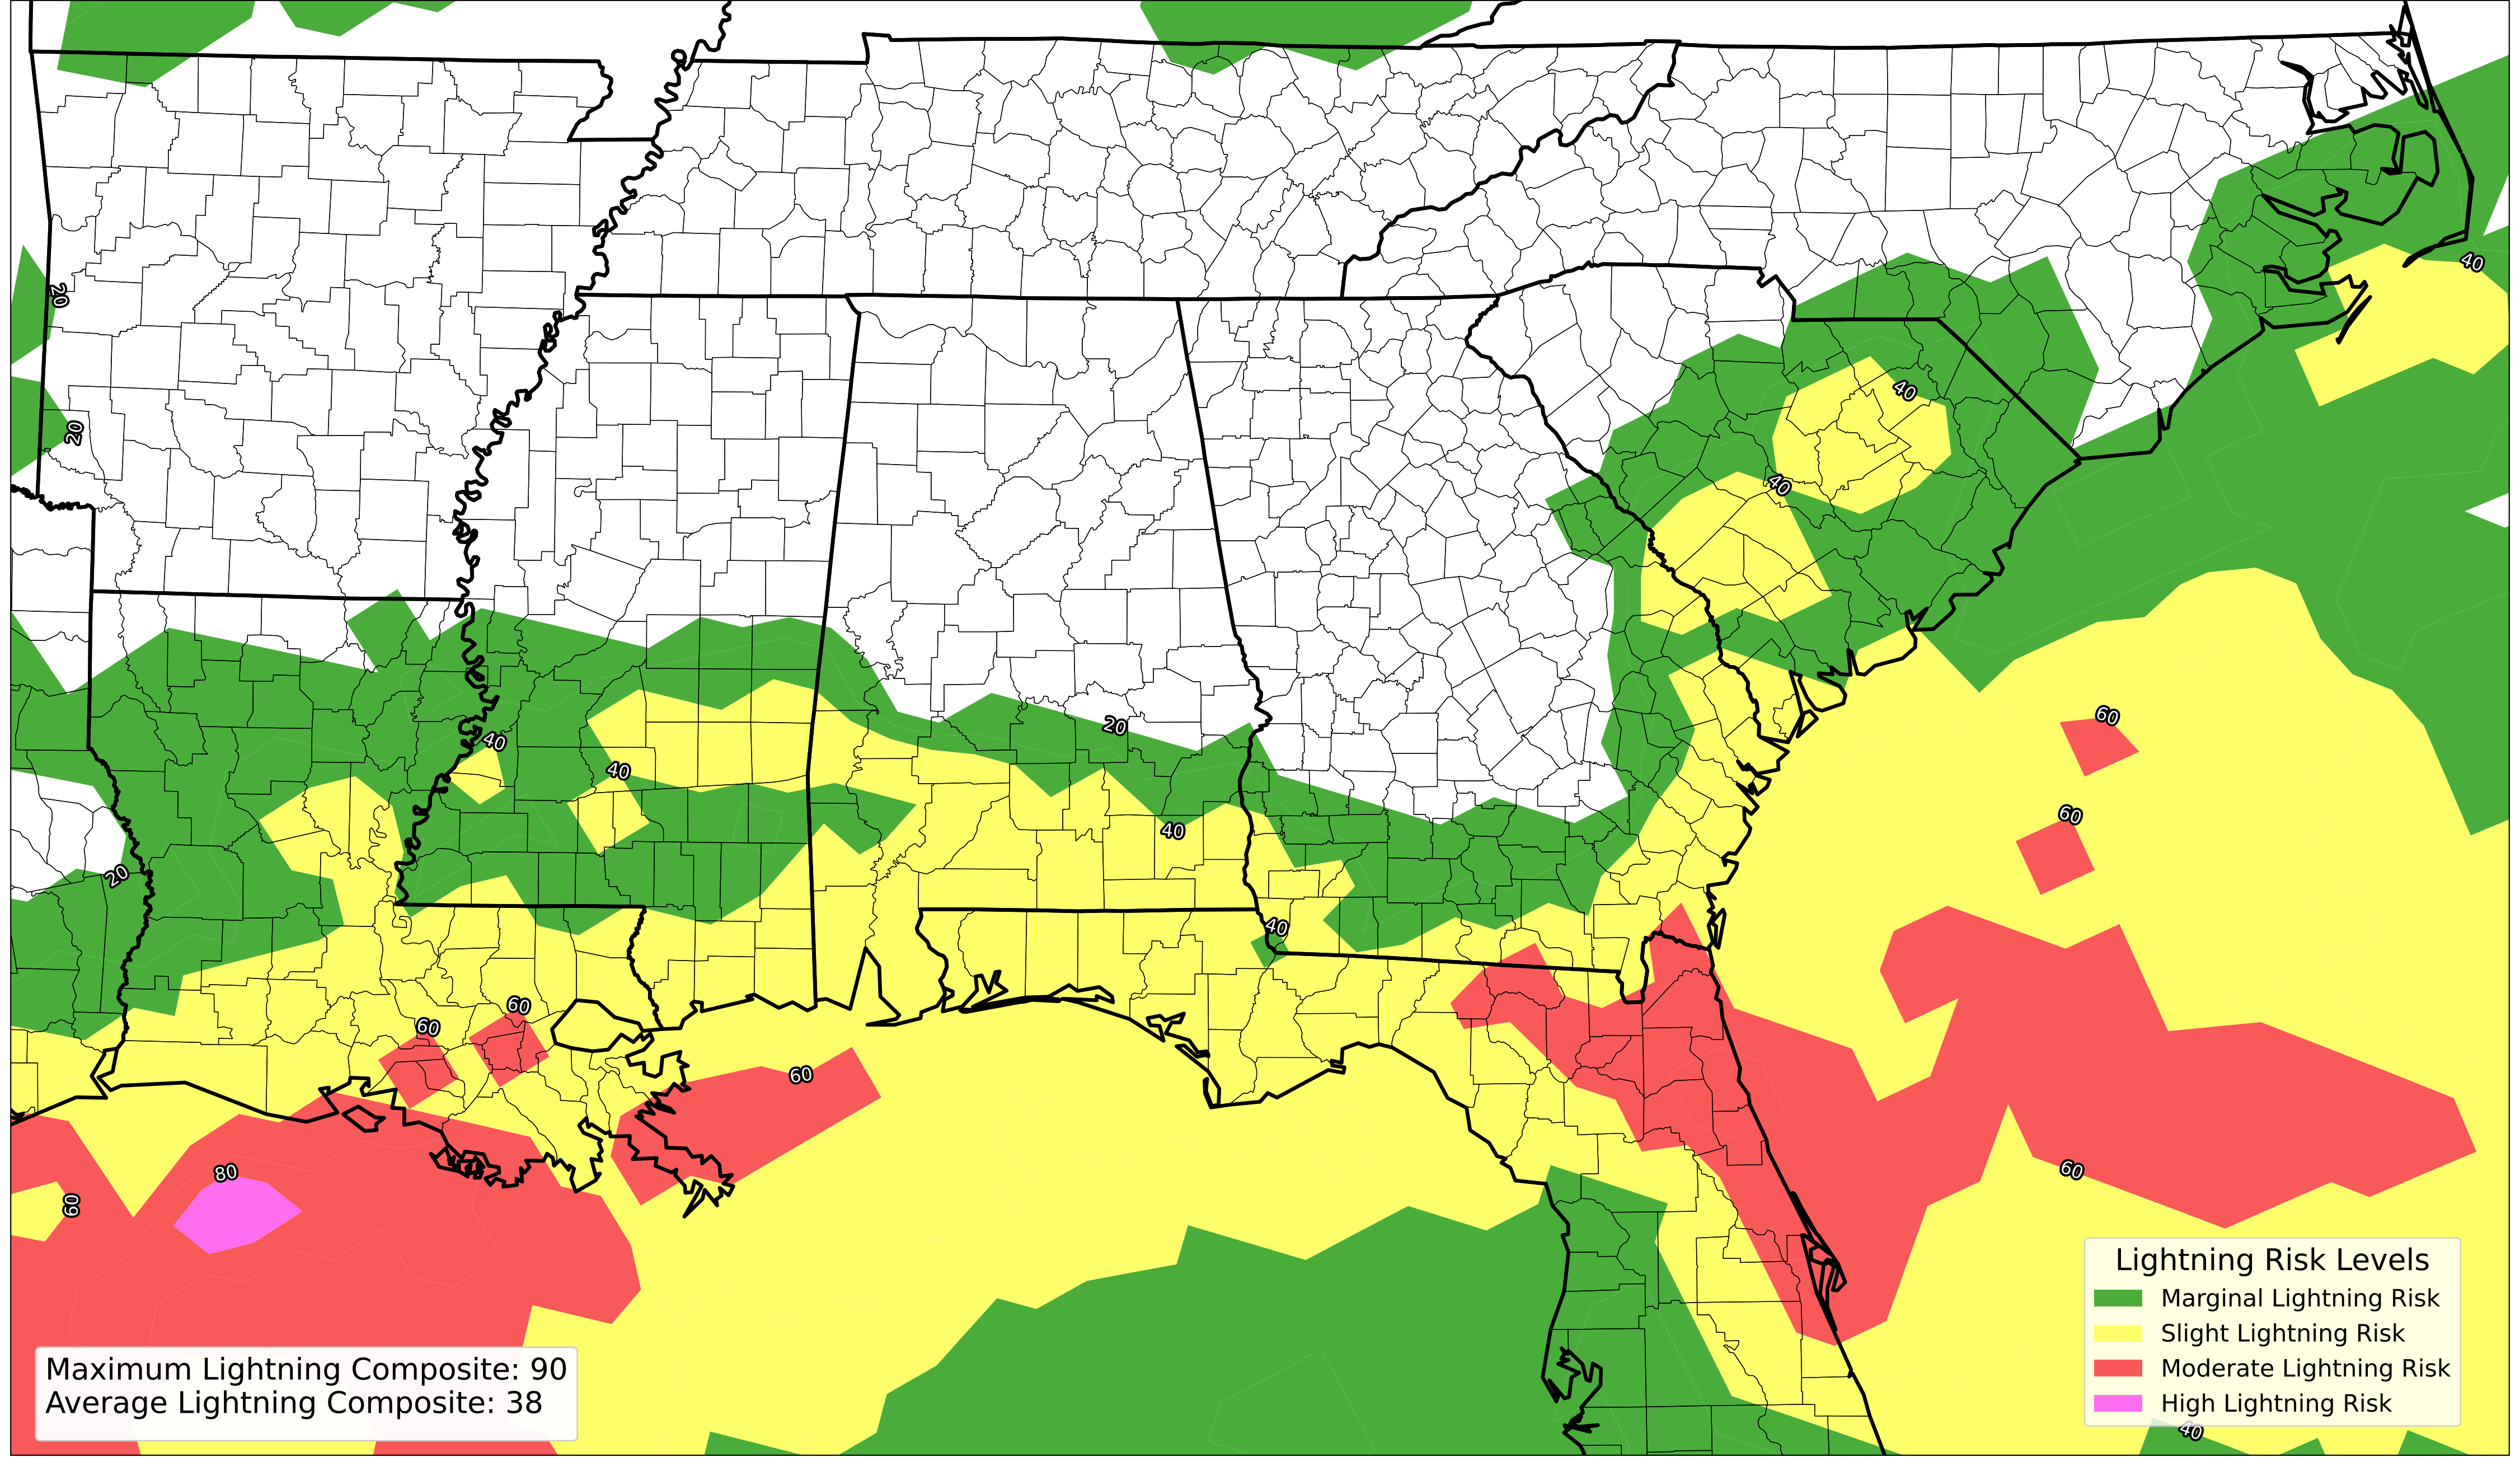 40
20
40
20
40
20
40
40
60
40
60
20
40
60
60
60
60
80
60
Lightning Risk Levels
Marginal Lightning Risk
Slight Lightning Risk
Moderate Lightning Risk
High Lightning Risk
Maximum Lightning Composite: 90
Average Lightning Composite: 38
40